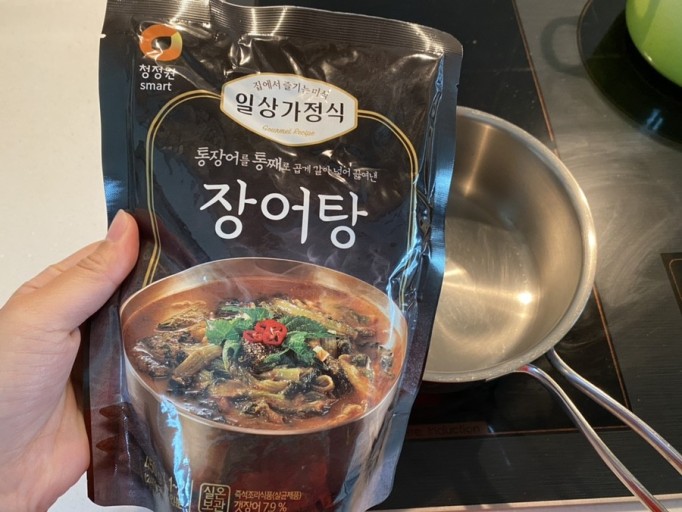 청정원
smart
집에서 즐기는 미식
일상가정식
Gourmet Recipe
통장어를 통째로 곱게 갈아 넣어 끓여낸
장어탕
실온
보관
즉석조리식품(살균제품)
갯장어 7.9 %
induction